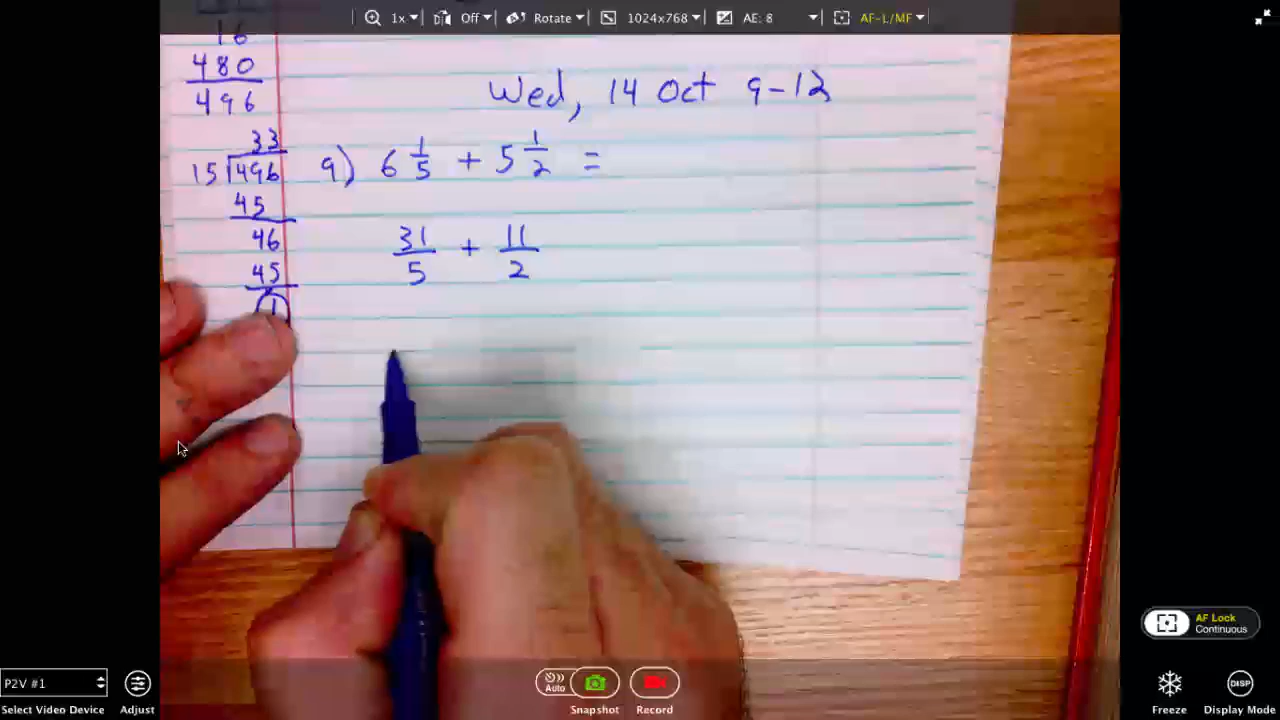 1x Off Rotate 1024x768 AE: 8 AF-L/MF
16
480
496
Wed, 14 Oct 9-12
33
15 496
45
46
45
1
9) 6 1/5 + 5 1/2 =
31/5 + 11/2
AF Lock
Continuous
P2V #1
Select Video Device
Adjust
Auto
Snapshot
Record
Freeze
DISP
Display Mode